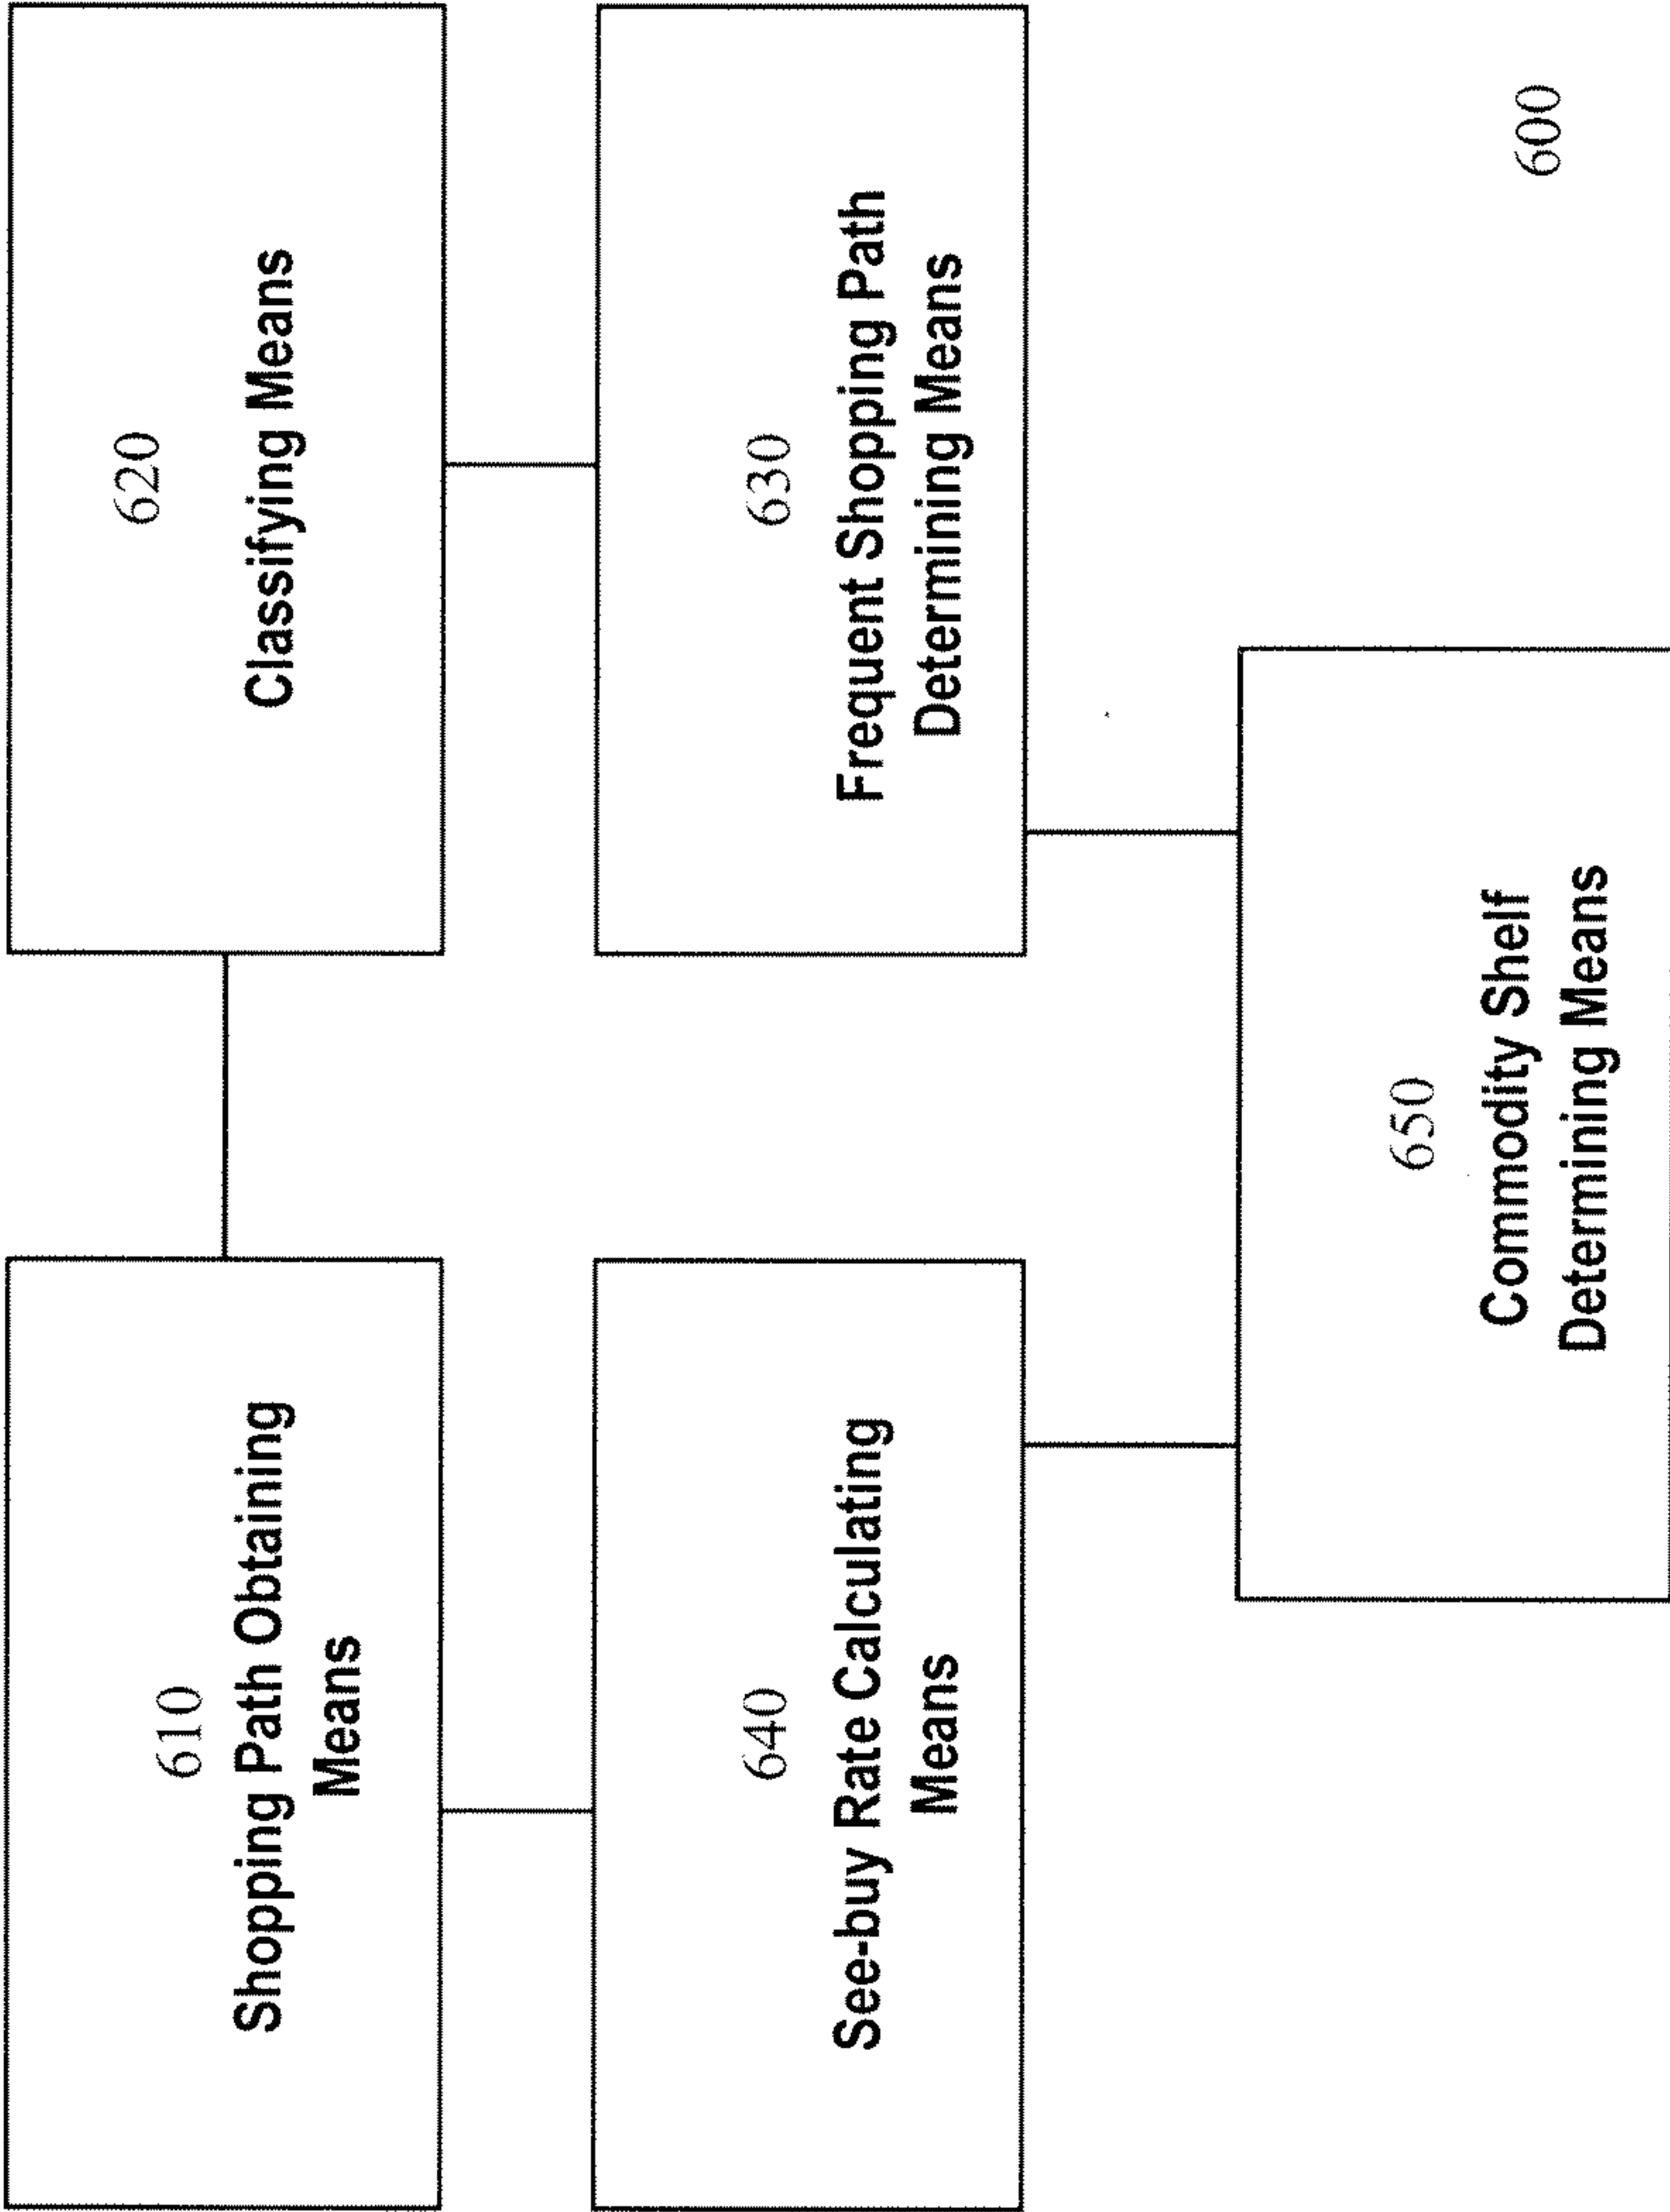 610
Shopping Path Obtaining
Means
620
Classifying Means
640
See-buy Rate Calculating
Means
630
Frequent Shopping Path
Determining Means
650
Commodity Shelf
Determining Means
600